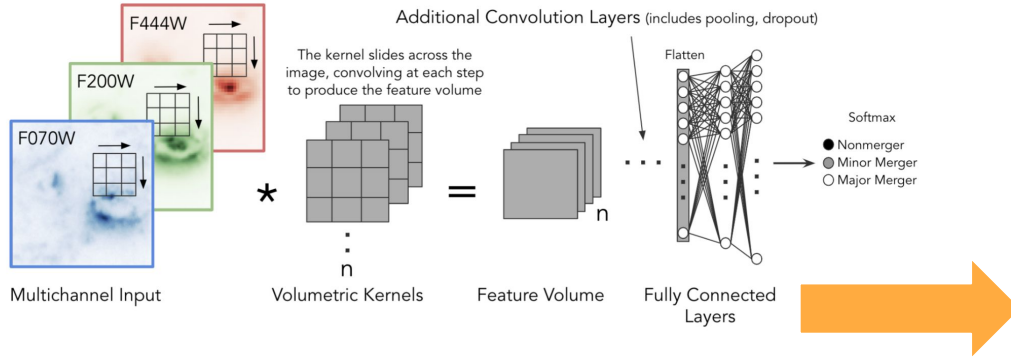 Additional Convolution Layers (includes pooling, dropout)
F444W
F200W
F070W
The kernel slides across the
image, convolving at each step
to produce the feature volume
Flatten
Softmax
Nonmerger
Minor Merger
Major Merger
*
=
n
n
Multichannel Input
Volumetric Kernels
Feature Volume
Fully Connected
Layers